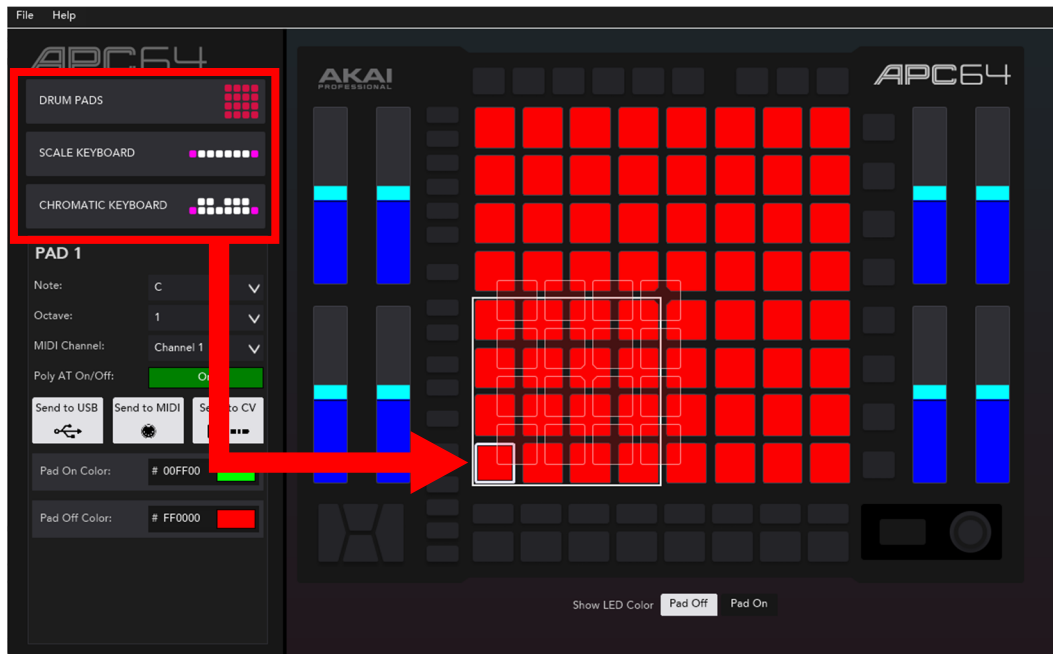 File Help
APC64
AKAI
PROFESSIONAL
APC64
DRUM PADS
SCALE KEYBOARD
CHROMATIC KEYBOARD
PAD 1
Note: C
Octave: 1
MIDI Channel: Channel 1
Poly AT On/Off:
Send to USB Send to MIDI to CV
Pad On Color: # 00FF00
Pad Off Color: # FF0000
Show LED Color Pad Off Pad On